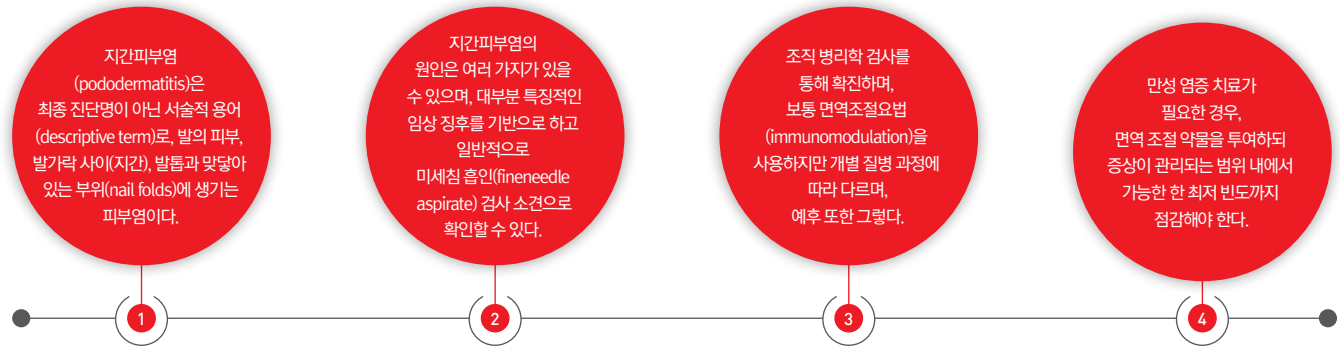 지간피부염
(pododermatitis)은
최종 진단명이 아닌 서술적 용어
(descriptive term)로, 발의 피부,
발가락 사이(지간), 발톱과 맞닿아
있는 부위(nail folds)에 생기는
피부염이다.
지간피부염의
원인은 여러 가지가 있을
수 있으며, 대부분 특징적인
임상 징후를 기반으로 하고
일반적으로
미세침 흡인(fineneedle
aspirate) 검사 소견으로
확인할 수 있다.
조직 병리학 검사를
통해 확진하며,
보통 면역조절요법
(immunomodulation)을
사용하지만 개별 질병 과정에
따라 다르며,
예후 또한 그렇다.
만성 염증 치료가
필요한 경우,
면역 조절 약물을 투여하되
증상이 관리되는 범위 내에서
가능한 한 최저 빈도까지
점감해야 한다.
1
2
3
4